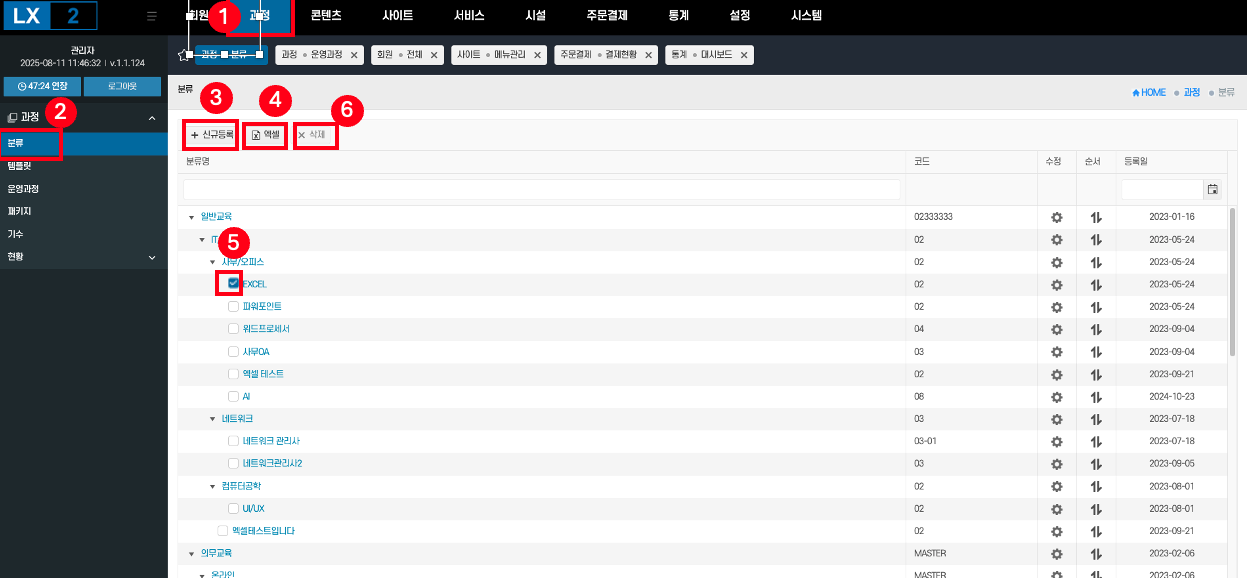 LX 2
회원 1 과정 콘텐츠 사이트 서비스 시설 주문결제 통계 설정 시스템
관리자
2025-08-11 11:46:32 | v.1.1.124
47:24 연장 로그아웃
과정 분류 과정 운영과정 회원 전체 사이트 메뉴관리 주문결제 결제현황 통계 대시보드
분류
HOME 과정 분류
2
과정
분류
템플릿
운영과정
패키지
기수
현황
3 4 6
신규등록 엑셀 삭제
분류명 코드 수정 순서 등록일
일반교육 02333333 2023-01-16
IT 5 02 2023-05-24
사무/오피스 02 2023-05-24
EXCEL 02 2023-05-24
파워포인트 02 2023-05-24
워드프로세서 04 2023-09-04
사무OA 03 2023-09-04
엑셀 테스트 02 2023-09-21
AI 08 2024-10-23
네트워크 03 2023-07-18
네트워크 관리사 03-01 2023-07-18
네트워크관리사2 03 2023-09-05
컴퓨터공학 02 2023-08-01
UI/UX 02 2023-08-01
엑셀테스트입니다 02 2023-09-21
의무교육 MASTER 2023-02-06
온라인 MASTER 2023-02-06